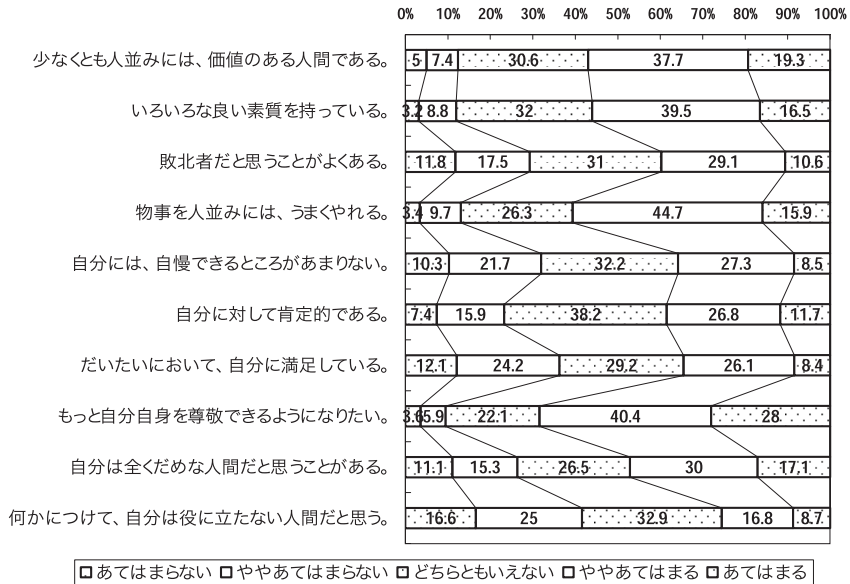 0% 10% 20% 30% 40% 50% 60% 70% 80% 90% 100%
少なくとも人並みには、価値のある人間である。 5 7.4 30.6 37.7 19.3
いろいろな良い素質を持っている。 3.2 8.8 32 39.5 16.5
敗北者だと思うことがよくある。 11.8 17.5 31 29.1 10.6
物事を人並みには、うまくやれる。 3.4 9.7 26.3 44.7 15.9
自分には、自慢できるところがあまりない。 10.3 21.7 32.2 27.3 8.5
自分に対して肯定的である。 7.4 15.9 38.2 26.8 11.7
だいたいにおいて、自分に満足している。 12.1 24.2 29.2 26.1 8.4
もっと自分自身を尊敬できるようになりたい。 3.6 5.9 22.1 40.4 28
自分は全くだめな人間だと思うことがある。 11.1 15.3 26.5 30 17.1
何かにつけて、自分は役に立たない人間だと思う。 16.6 25 32.9 16.8 8.7
あてはまらない ややあてはまらない どちらともいえない ややあてはまる あてはまる